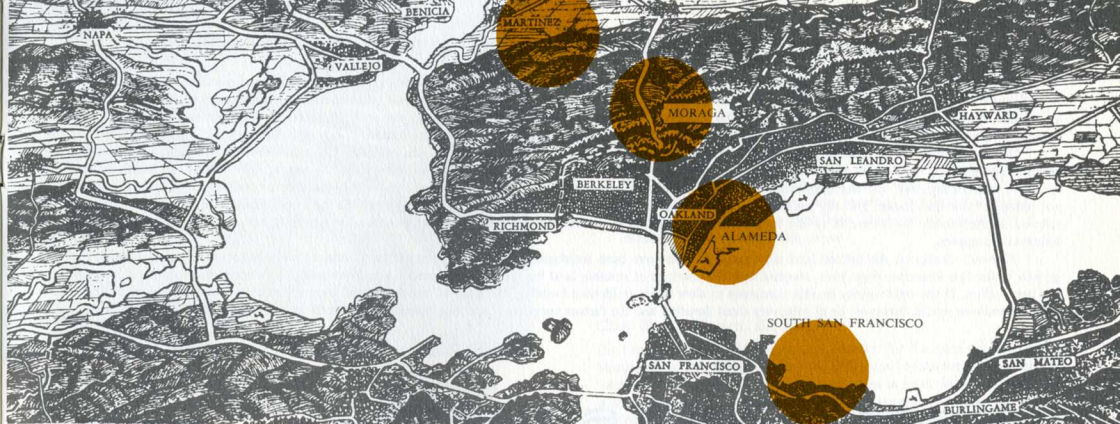 BENICIA
MARTINEZ
NAPA
VALLEJO
MORAGA
HAYWARD
SAN LEANDRO
BERKELEY
OAKLAND
RICHMOND
ALAMEDA
SOUTH SAN FRANCISCO
SAN FRANCISCO
SAN MATEO
BURLINGAME